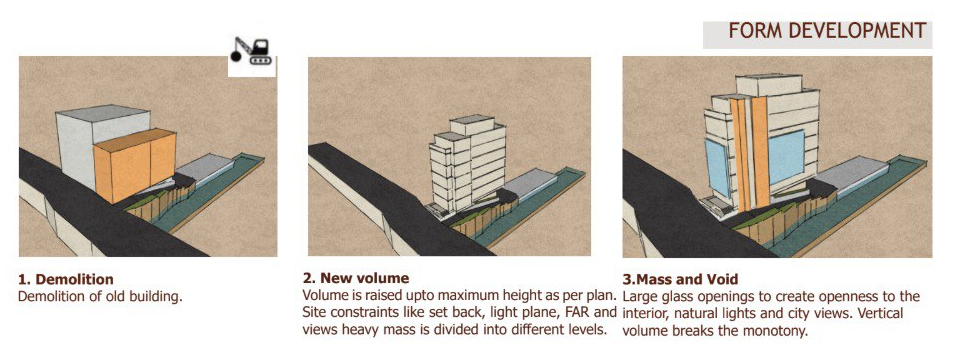 FORM DEVELOPMENT
1. Demolition
Demolition of old building.
2. New volume
Volume is raised upto maximum height as per plan.
Site constraints like set back, light plane, FAR and
views heavy mass is divided into different levels.
3.Mass and Void
Large glass openings to create openness to the
interior, natural lights and city views. Vertical
volume breaks the monotony.